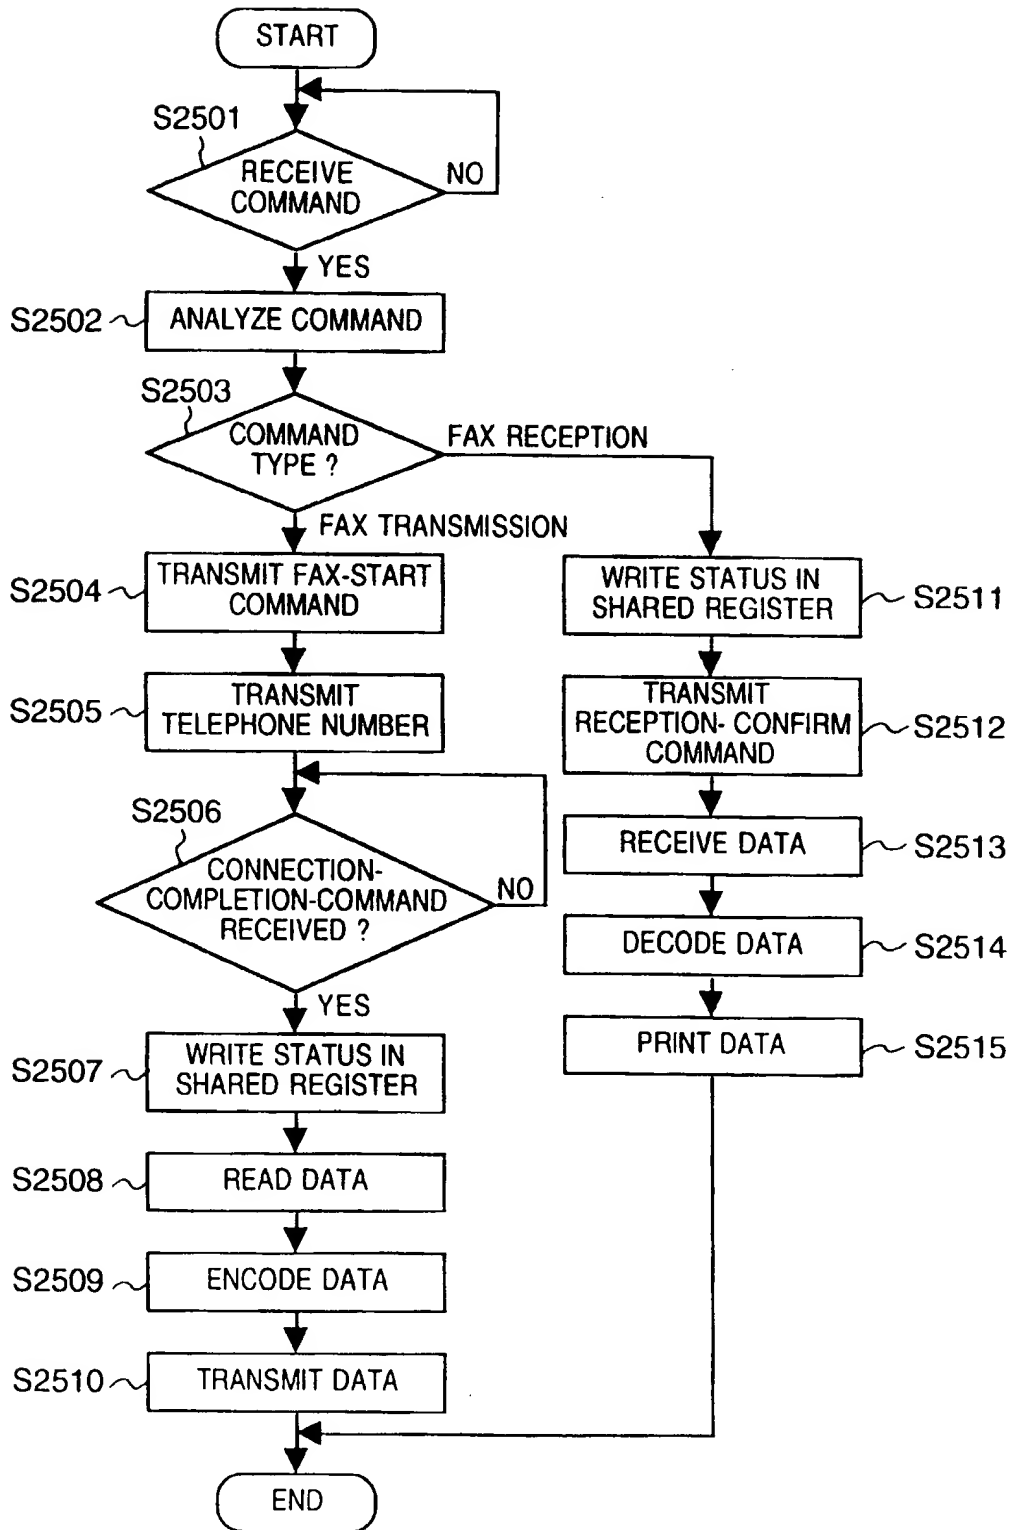 START
S2501
RECEIVE
COMMAND
NO
YES
S2502
ANALYZE COMMAND
S2503
COMMAND
TYPE ?
FAX RECEPTION
FAX TRANSMISSION
S2504
TRANSMIT FAX-START
COMMAND
WRITE STATUS IN
SHARED REGISTER
S2511
S2505
TRANSMIT
TELEPHONE NUMBER
TRANSMIT
RECEPTION- CONFIRM
COMMAND
S2512
S2506
CONNECTION-
COMPLETION-COMMAND
RECEIVED ?
NO
RECEIVE DATA
S2513
DECODE DATA
S2514
YES
S2507
WRITE STATUS IN
SHARED REGISTER
PRINT DATA
S2515
S2508
READ DATA
S2509
ENCODE DATA
S2510
TRANSMIT DATA
END